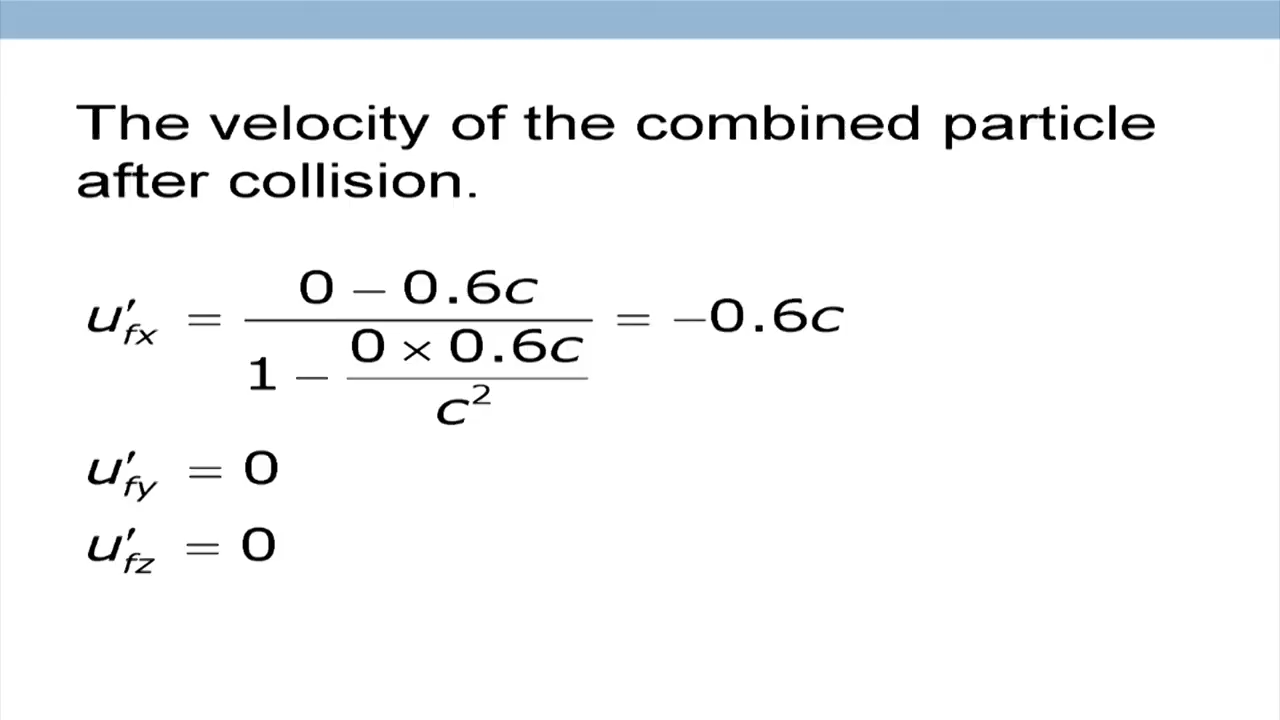 The velocity of the combined particle
after collision.
u′fx = (0 − 0.6c) / (1 − (0 × 0.6c) / c²) = −0.6c
u′fy = 0
u′fz = 0